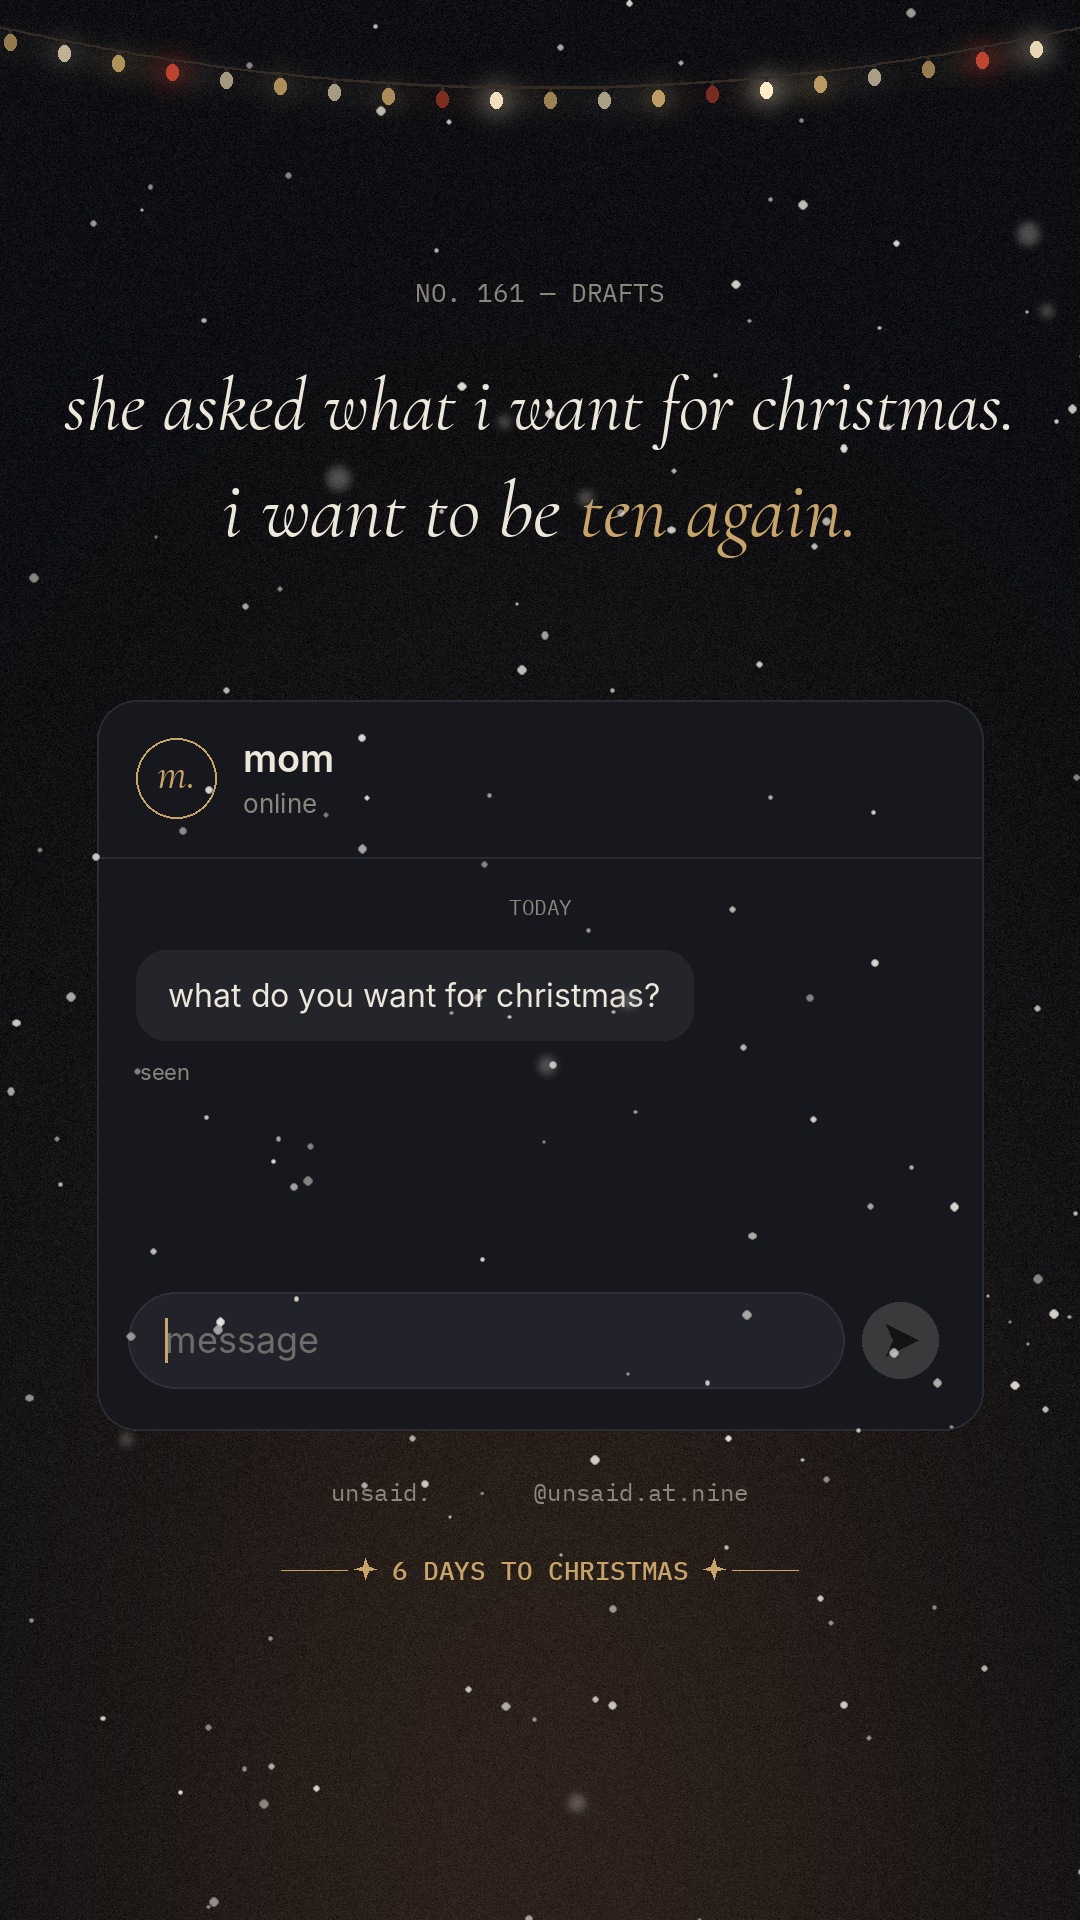 NO. 161 — DRAFTS
she asked what i want for christmas.
i want to be ten again.
m.
mom
online
TODAY
what do you want for christmas?
seen
message
unsaid. · @unsaid.at.nine
6 DAYS TO CHRISTMAS